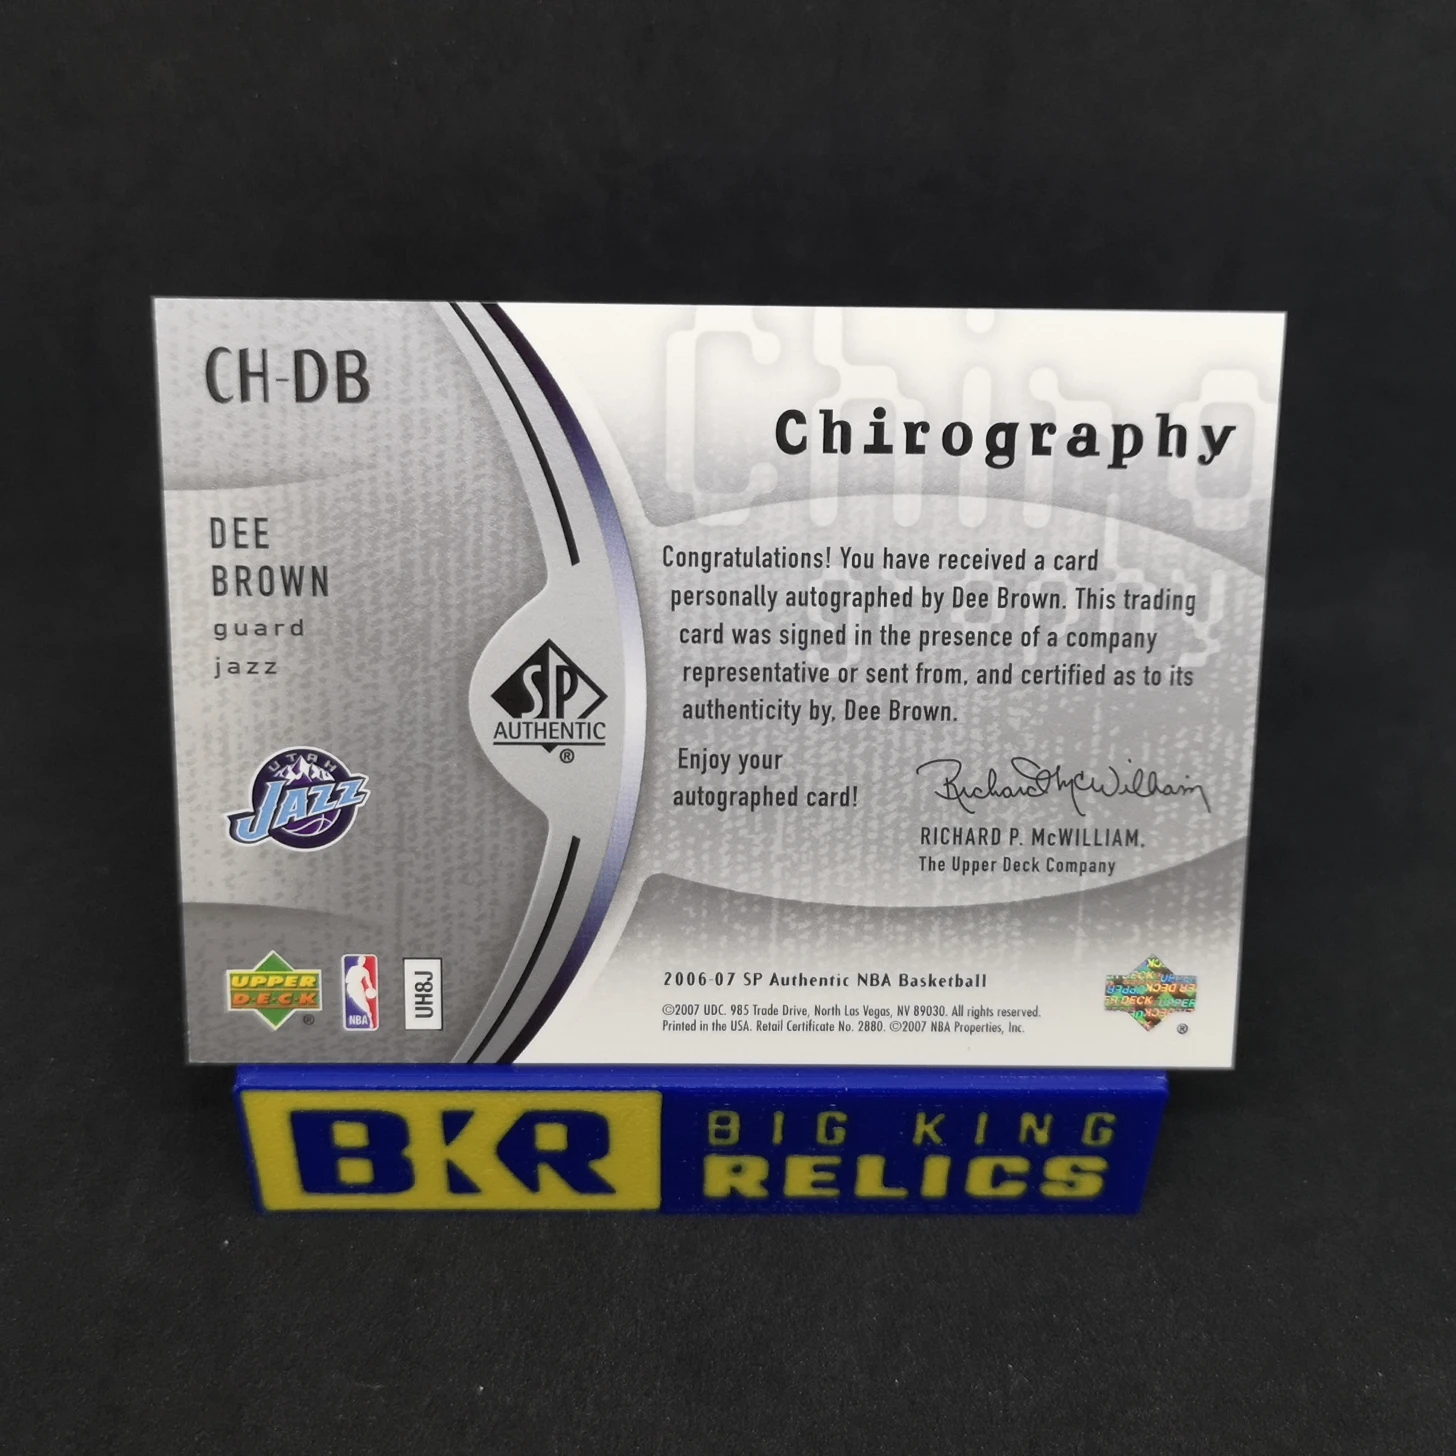 CH-DB
DEE
BROWN
guard
jazz
UTAH
JAZZ
UPPER
DECK
®
NBA
UH8J
SP
AUTHENTIC
®
Chirography
Congratulations! You have received a card
personally autographed by Dee Brown. This trading
card was signed in the presence of a company
representative or sent from, and certified as to its
authenticity by, Dee Brown.
Enjoy your
autographed card!
Richard McWilliam
RICHARD P. McWILLIAM,
The Upper Deck Company
2006-07 SP Authentic NBA Basketball
©2007 UDC. 985 Trade Drive, North Las Vegas, NV 89030. All rights reserved.
Printed in the USA. Retail Certificate No. 2880. ©2007 NBA Properties, Inc.
®
BKR
BIG KING
RELICS